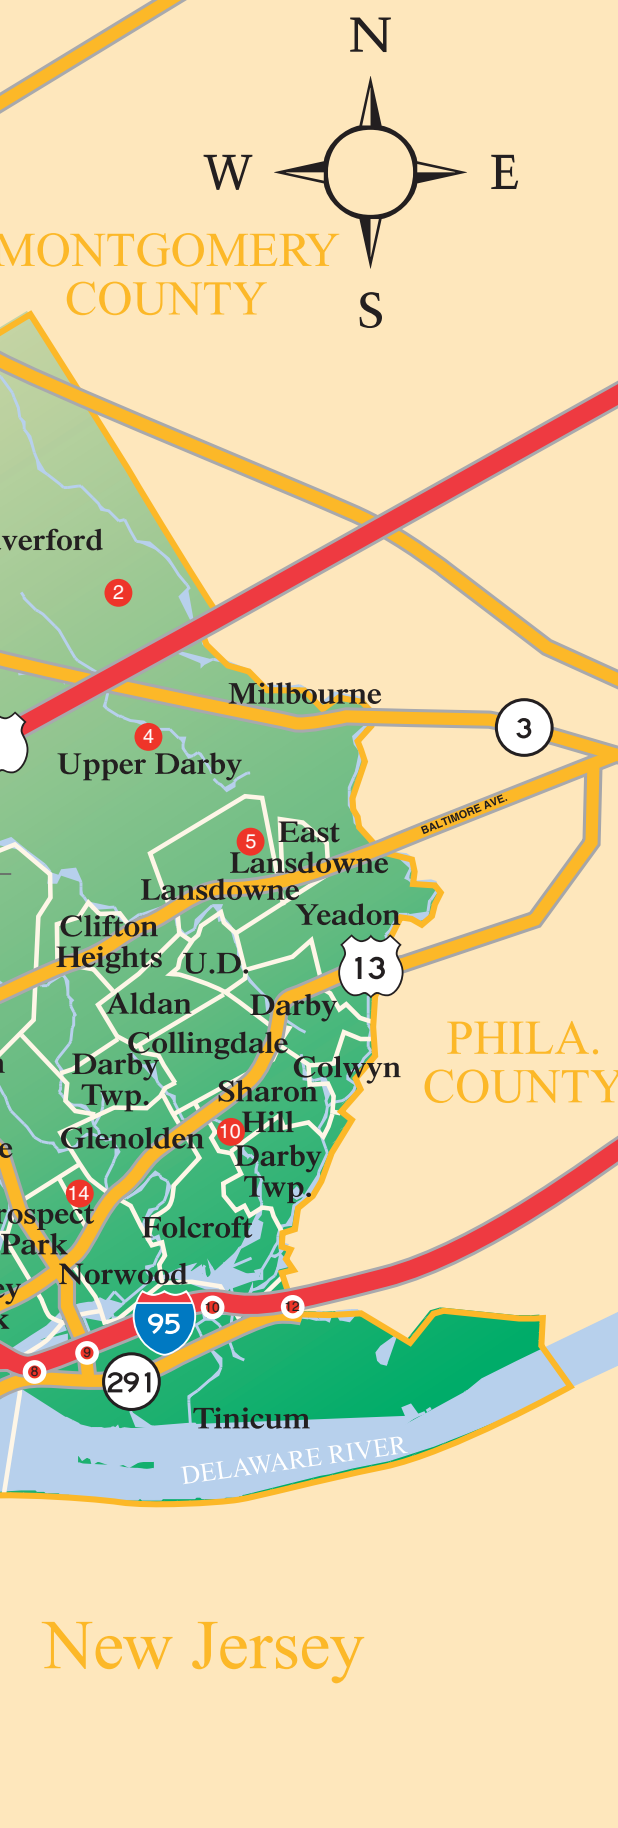 N
W
E
MONTGOMERY
COUNTY
S
verford
2
Millbourne
3
4
Upper Darby
BALTIMORE AVE.
5
East
Lansdowne
Lansdowne
Yeadon
Clifton
Heights
U.D.
13
Aldan
Darby
Collingdale
PHILA.
COUNTY
Darby
Twp.
Colwyn
Sharon
Hill
10
Glenolden
e
Darby
Twp.
14
rospect
Park
Folcroft
Norwood
ey
k
95
10
12
9
8
291
Tinicum
DELAWARE RIVER
New Jersey